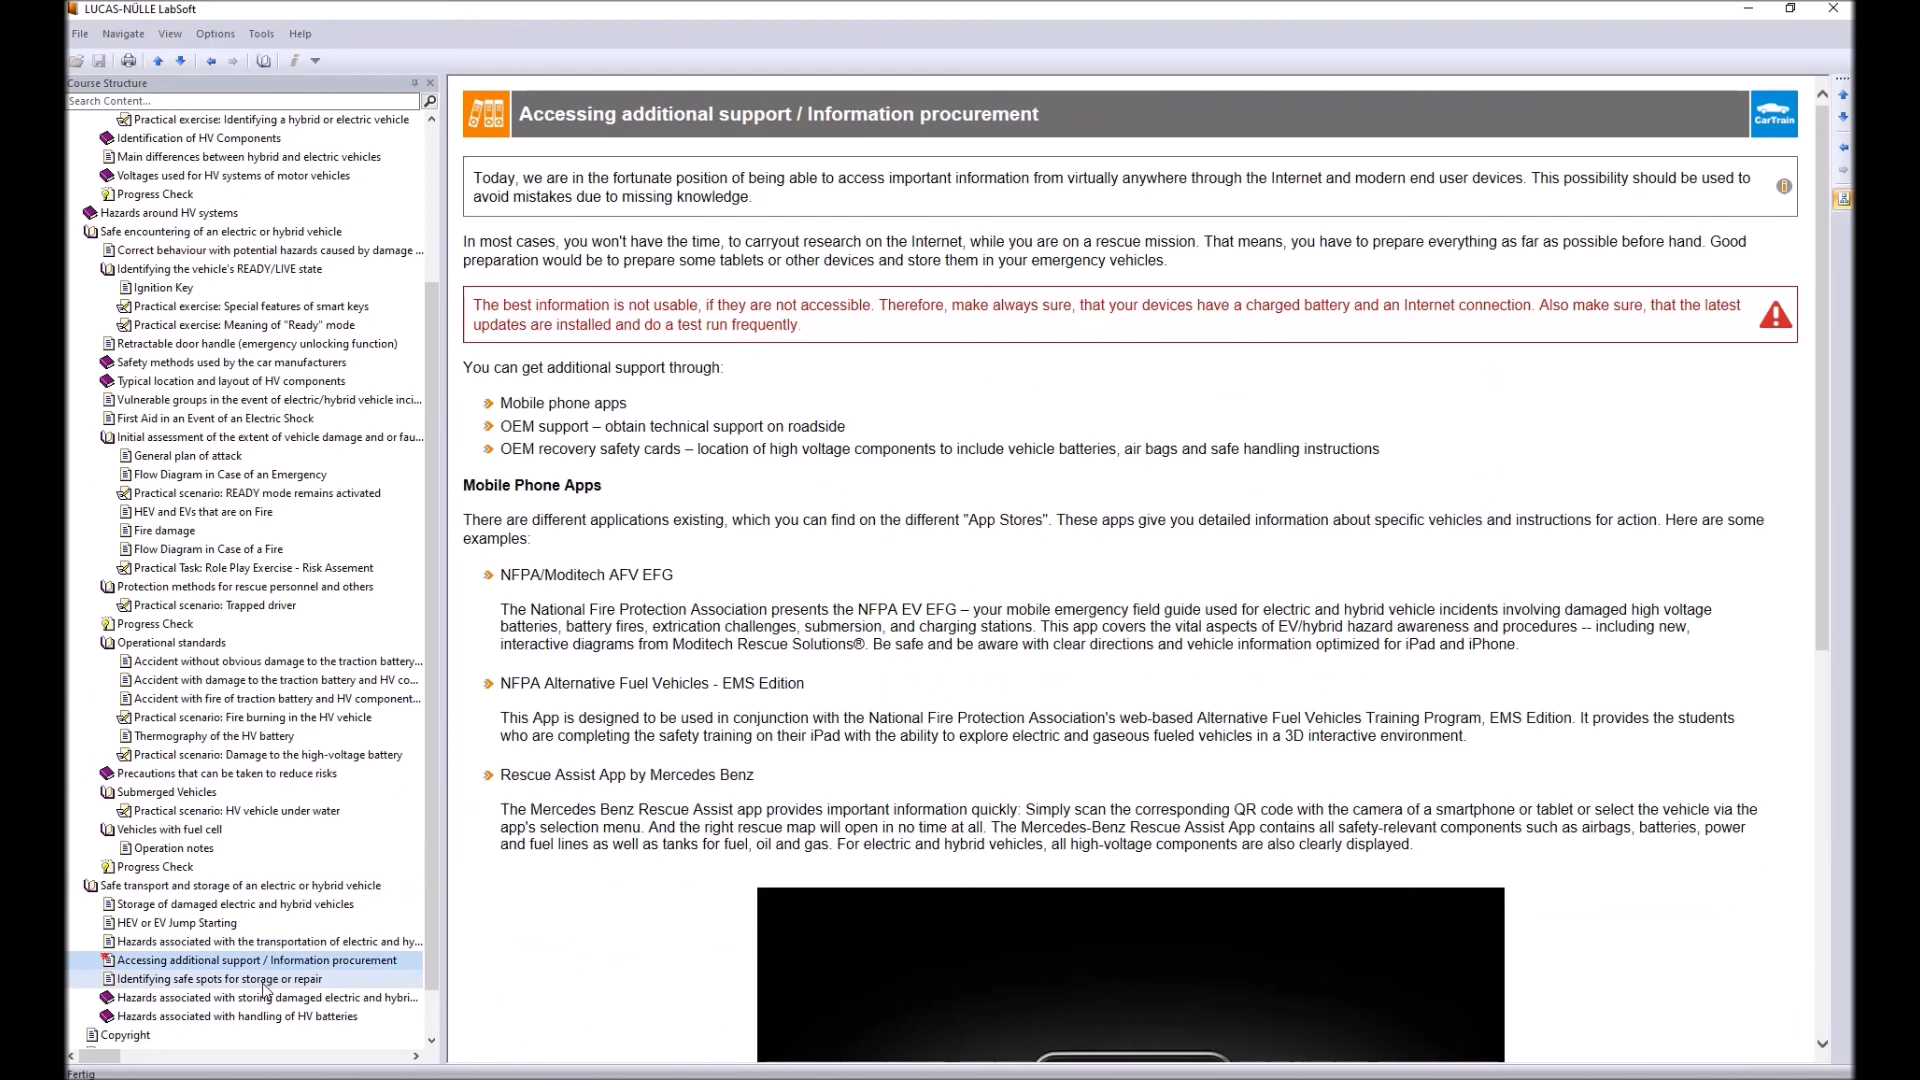 LUCAS-NÜLLE LabSoft
File Navigate View Options Tools Help
Course Structure
Search Content...
Practical exercise: Identifying a hybrid or electric vehicle
Identification of HV Components
Main differences between hybrid and electric vehicles
Voltages used for HV systems of motor vehicles
Progress Check
Hazards around HV systems
Safe encountering of an electric or hybrid vehicle
Correct behaviour with potential hazards caused by damage ...
Identifying the vehicle's READY/LIVE state
Ignition Key
Practical exercise: Special features of smart keys
Practical exercise: Meaning of "Ready" mode
Retractable door handle (emergency unlocking function)
Safety methods used by the car manufacturers
Typical location and layout of HV components
Vulnerable groups in the event of electric/hybrid vehicle inci...
First Aid in an Event of an Electric Shock
Initial assessment of the extent of vehicle damage and or fau...
General plan of attack
Flow Diagram in Case of an Emergency
Practical scenario: READY mode remains activated
HEV and EVs that are on Fire
Fire damage
Flow Diagram in Case of a Fire
Practical Task: Role Play Exercise - Risk Assement
Protection methods for rescue personnel and others
Practical scenario: Trapped driver
Progress Check
Operational standards
Accident without obvious damage to the traction battery...
Accident with damage to the traction battery and HV co...
Accident with fire of traction battery and HV component...
Practical scenario: Fire burning in the HV vehicle
Thermography of the HV battery
Practical scenario: Damage to the high-voltage battery
Precautions that can be taken to reduce risks
Submerged Vehicles
Practical scenario: HV vehicle under water
Vehicles with fuel cell
Operation notes
Progress Check
Safe transport and storage of an electric or hybrid vehicle
Storage of damaged electric and hybrid vehicles
HEV or EV Jump Starting
Hazards associated with the transportation of electric and hy...
Accessing additional support / Information procurement
Identifying safe spots for storage or repair
Hazards associated with storing damaged electric and hybri...
Hazards associated with handling of HV batteries
Copyright
Fertig
Accessing additional support / Information procurement
CarTrain
Today, we are in the fortunate position of being able to access important information from virtually anywhere through the Internet and modern end user devices. This possibility should be used to
avoid mistakes due to missing knowledge.
In most cases, you won't have the time, to carryout research on the Internet, while you are on a rescue mission. That means, you have to prepare everything as far as possible before hand. Good
preparation would be to prepare some tablets or other devices and store them in your emergency vehicles.
The best information is not usable, if they are not accessible. Therefore, make always sure, that your devices have a charged battery and an Internet connection. Also make sure, that the latest
updates are installed and do a test run frequently.
You can get additional support through:
Mobile phone apps
OEM support – obtain technical support on roadside
OEM recovery safety cards – location of high voltage components to include vehicle batteries, air bags and safe handling instructions
Mobile Phone Apps
There are different applications existing, which you can find on the different "App Stores". These apps give you detailed information about specific vehicles and instructions for action. Here are some
examples:
NFPA/Moditech AFV EFG
The National Fire Protection Association presents the NFPA EV EFG – your mobile emergency field guide used for electric and hybrid vehicle incidents involving damaged high voltage
batteries, battery fires, extrication challenges, submersion, and charging stations. This app covers the vital aspects of EV/hybrid hazard awareness and procedures -- including new,
interactive diagrams from Moditech Rescue Solutions®. Be safe and be aware with clear directions and vehicle information optimized for iPad and iPhone.
NFPA Alternative Fuel Vehicles - EMS Edition
This App is designed to be used in conjunction with the National Fire Protection Association's web-based Alternative Fuel Vehicles Training Program, EMS Edition. It provides the students
who are completing the safety training on their iPad with the ability to explore electric and gaseous fueled vehicles in a 3D interactive environment.
Rescue Assist App by Mercedes Benz
The Mercedes Benz Rescue Assist app provides important information quickly: Simply scan the corresponding QR code with the camera of a smartphone or tablet or select the vehicle via the
app's selection menu. And the right rescue map will open in no time at all. The Mercedes-Benz Rescue Assist App contains all safety-relevant components such as airbags, batteries, power
and fuel lines as well as tanks for fuel, oil and gas. For electric and hybrid vehicles, all high-voltage components are also clearly displayed.